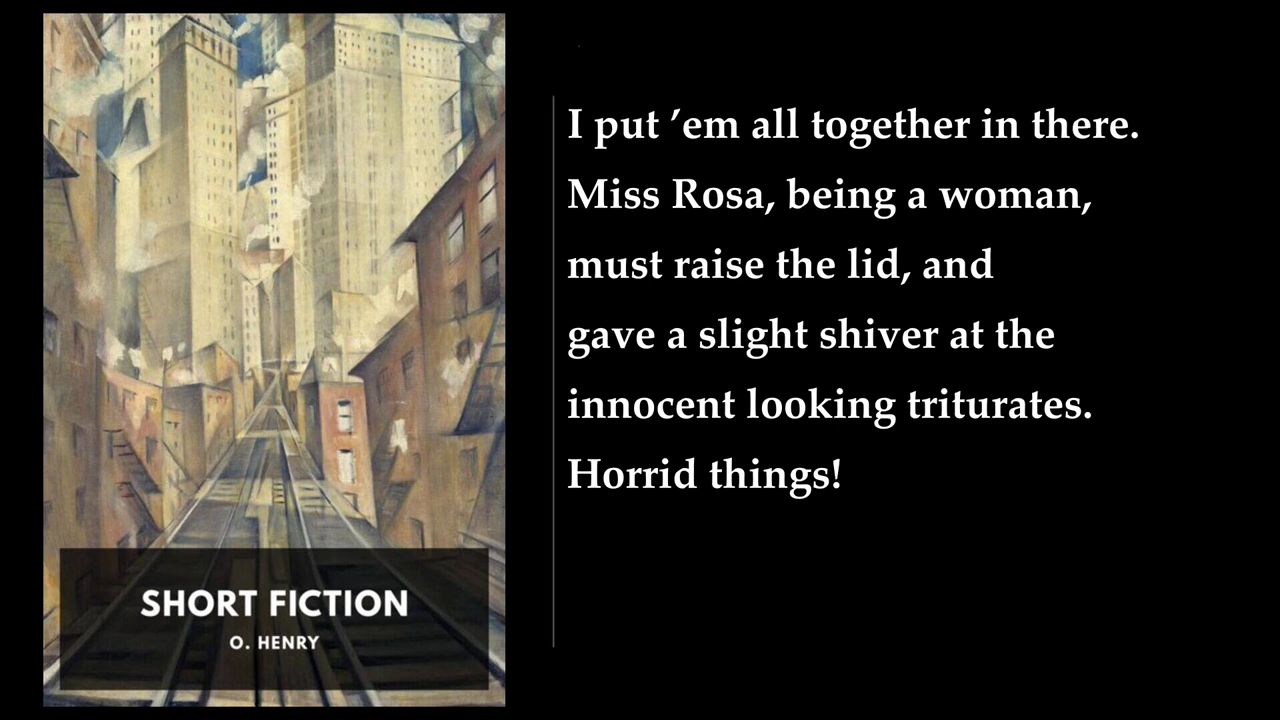 SHORT FICTION
O. HENRY
I put ’em all together in there.
Miss Rosa, being a woman,
must raise the lid, and
gave a slight shiver at the
innocent looking triturates.
Horrid things!